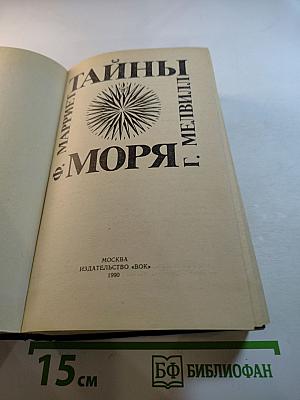 ТАЙНЫ
Ф. МАРРИЕТ
Г. МЕЛВИЛЛ
МОРЯ
МОСКВА
ИЗДАТЕЛЬСТВО «ВОК»
1990
15 см
БФ БИБЛИОФАН